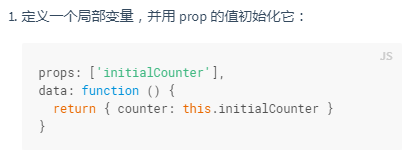 1. 定义一个局部变量，并用 prop 的值初始化它：
JS
props: ['initialCounter'],
data: function () {
  return { counter: this.initialCounter }
}